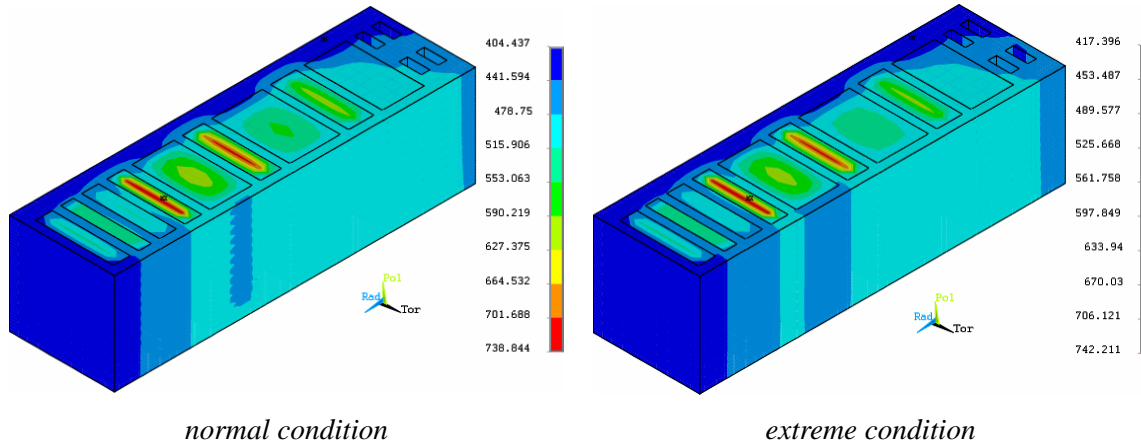 404.437
441.594
478.75
515.906
553.063
590.219
627.375
664.532
701.688
738.844
Pol
Rad
Tor
normal condition
417.396
453.487
489.577
525.668
561.758
597.849
633.94
670.03
706.121
742.211
Pol
Rad
Tor
extreme condition